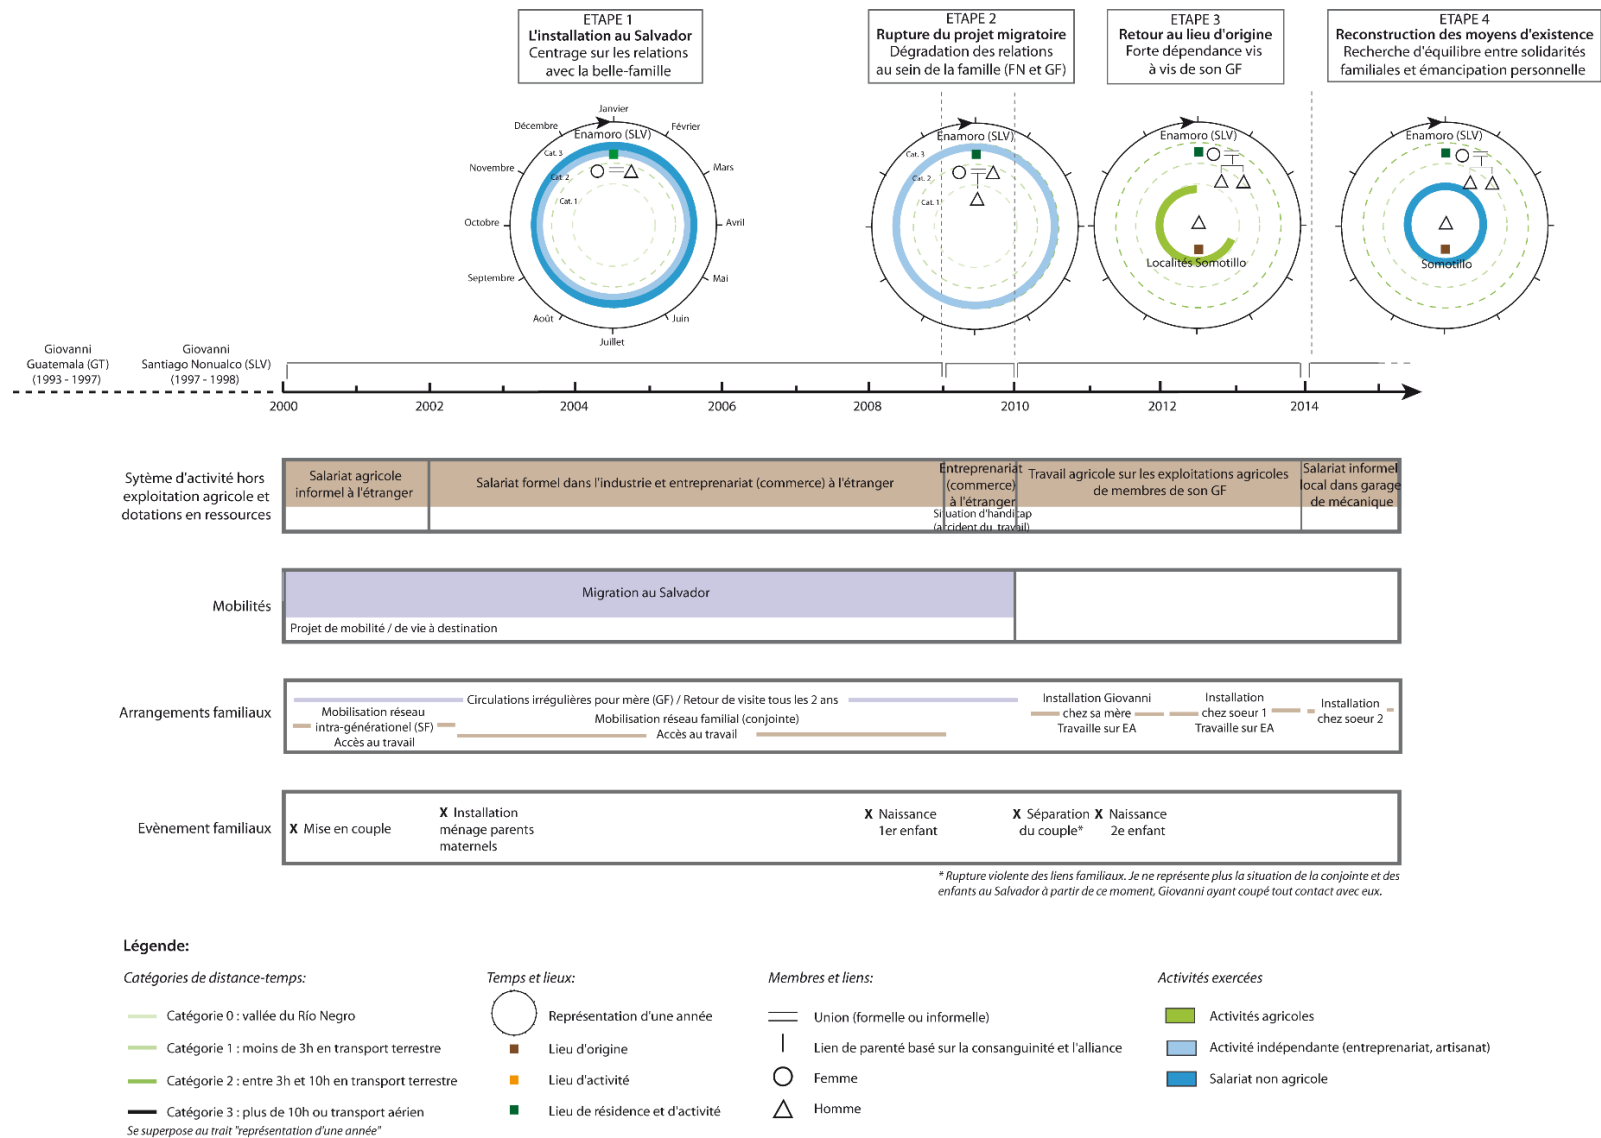 ETAPE 1
L'installation au Salvador
Centrage sur les relations
avec la belle-famille
ETAPE 2
Rupture du projet migratoire
Dégradation des relations
au sein de la famille (FN et GF)
ETAPE 3
Retour au lieu d'origine
Forte dépendance vis
à vis de son GF
ETAPE 4
Reconstruction des moyens d'existence
Recherche d'équilibre entre solidarités
familiales et émancipation personnelle
Janvier
Février
Mars
Avril
Mai
Juin
Juillet
Août
Septembre
Octobre
Novembre
Décembre
Enamoro (SLV)
Cat. 3
Cat. 2
Cat. 1
Enamoro (SLV)
Cat. 3
Cat. 2
Cat. 1
Enamoro (SLV)
Localités Somotillo
Enamoro (SLV)
Somotillo
Giovanni
Guatemala (GT)
(1993 - 1997)
Giovanni
Santiago Nonualco (SLV)
(1997 - 1998)
2000
2002
2004
2006
2008
2010
2012
2014
Sytème d'activité hors
exploitation agricole et
dotations en ressources
Salariat agricole
informel à l'étranger
Salariat formel dans l'industrie et entreprenariat (commerce) à l'étranger
Entreprenariat
(commerce)
à l'étranger
Situation d'handicap
(accident du travail)
Travail agricole sur les exploitations agricoles
de membres de son GF
Salariat informel
local dans garage
de mécanique
Mobilités
Migration au Salvador
Projet de mobilité / de vie à destination
Arrangements familiaux
Circulations irrégulières pour mère (GF) / Retour de visite tous les 2 ans
Mobilisation réseau
intra-générationel (SF)
Accès au travail
Mobilisation réseau familial (conjointe)
Accès au travail
Installation Giovanni
chez sa mère
Travaille sur EA
Installation
chez soeur 1
Travaille sur EA
Installation
chez soeur 2
Evènement familiaux
X Mise en couple
X Installation
ménage parents
maternels
X Naissance
1er enfant
X Séparation
du couple*
X Naissance
2e enfant
* Rupture violente des liens familiaux. Je ne représente plus la situation de la conjointe et des
enfants au Salvador à partir de ce moment, Giovanni ayant coupé tout contact avec eux.
Légende:
Catégories de distance-temps:
Catégorie 0 : vallée du Río Negro
Catégorie 1 : moins de 3h en transport terrestre
Catégorie 2 : entre 3h et 10h en transport terrestre
Catégorie 3 : plus de 10h ou transport aérien
Se superpose au trait "représentation d'une année"
Temps et lieux:
Représentation d'une année
Lieu d'origine
Lieu d'activité
Lieu de résidence et d'activité
Membres et liens:
Union (formelle ou informelle)
Lien de parenté basé sur la consanguinité et l'alliance
Femme
Homme
Activités exercées
Activités agricoles
Activité indépendante (entreprenariat, artisanat)
Salariat non agricole